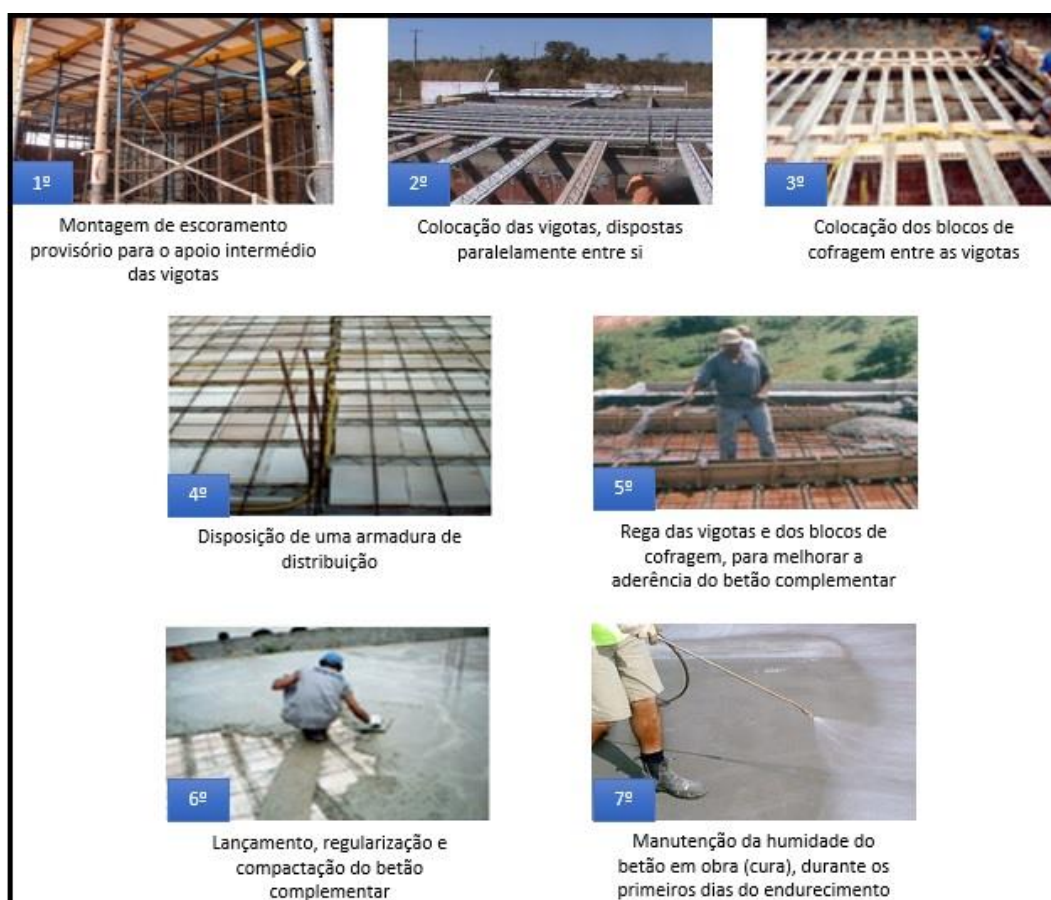 1º
Montagem de escoramento
provisório para o apoio intermédio
das vigotas
2º
Colocação das vigotas, dispostas
paralelamente entre si
3º
Colocação dos blocos de
cofragem entre as vigotas
4º
Disposição de uma armadura de
distribuição
5º
Rega das vigotas e dos blocos de
cofragem, para melhorar a
aderência do betão complementar
6º
Lançamento, regularização e
compactação do betão
complementar
7º
Manutenção da humidade do
betão em obra (cura), durante os
primeiros dias do endurecimento